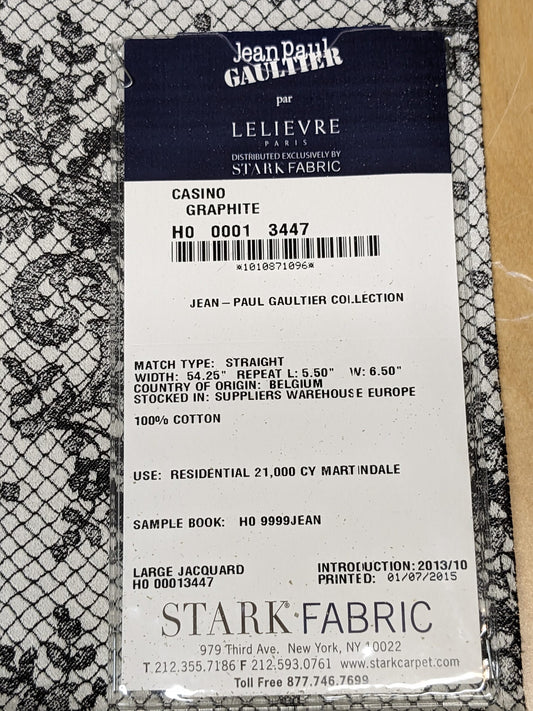 Jean Paul
GAULTIER
par
LELIEVRE
PARIS
DISTRIBUTED EXCLUSIVELY BY
STARK FABRIC
CASINO
GRAPHITE
H0 0001 3447
*1010871096*
JEAN-PAUL GAULTIER COLLECTION
MATCH TYPE: STRAIGHT
WIDTH: 54.25" REPEAT L: 5.50" W: 6.50"
COUNTRY OF ORIGIN: BELGIUM
STOCKED IN: SUPPLIERS WAREHOUSE EUROPE
100% COTTON
USE: RESIDENTIAL 21,000 CY MARTINDALE
SAMPLE BOOK: H0 9999JEAN
LARGE JACQUARD INTRODUCTION: 2013/10
H0 00013447 PRINTED: 01/07/2015
STARK® FABRIC
979 Third Ave. New York, NY 10022
T 212.355.7186 F 212.593.0761 www.starkcarpet.com
Toll Free 877.746.7699